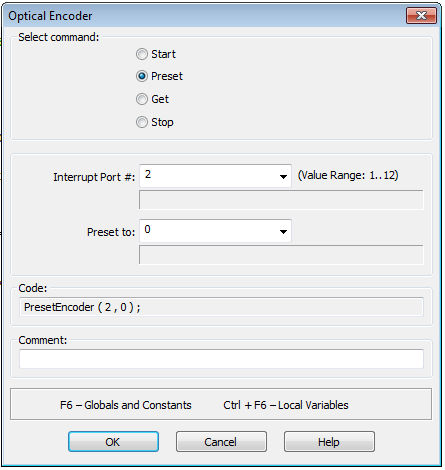 Optical Encoder
Select command:
Start
Preset
Get
Stop
Interrupt Port #: 2 (Value Range: 1..12)
Preset to: 0
Code:
PresetEncoder ( 2 , 0 ) ;
Comment:
F6 – Globals and Constants Ctrl + F6 – Local Variables
OK Cancel Help